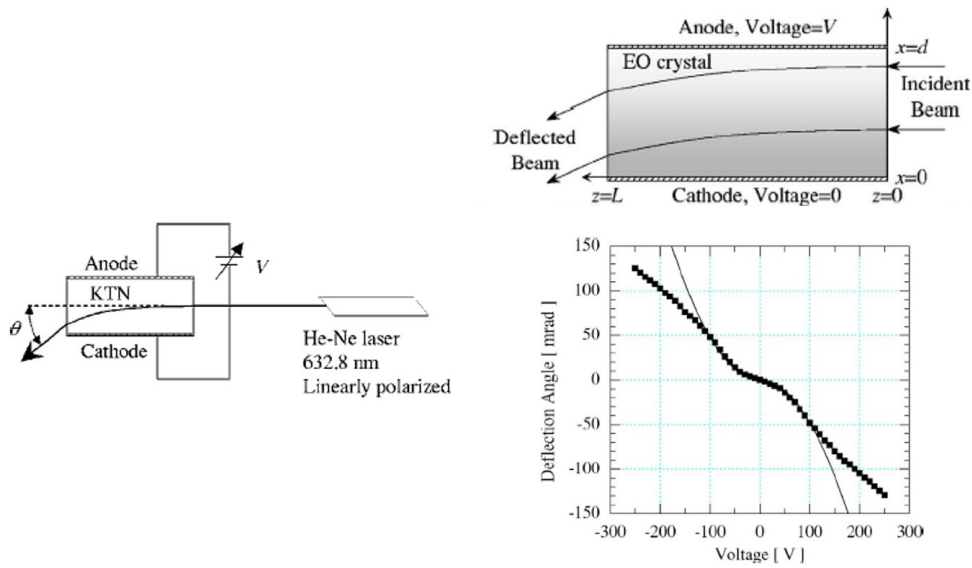 Anode, Voltage=V
x=d
EO crystal
Incident
Beam
Deflected
Beam
x=0
z=L
Cathode, Voltage=0
z=0
Anode
V
KTN
θ
Cathode
He-Ne laser
632.8 nm
Linearly polarized
150
100
50
0
-50
-100
-150
Deflection Angle [ mrad ]
-300 -200 -100 0 100 200 300
Voltage [ V ]